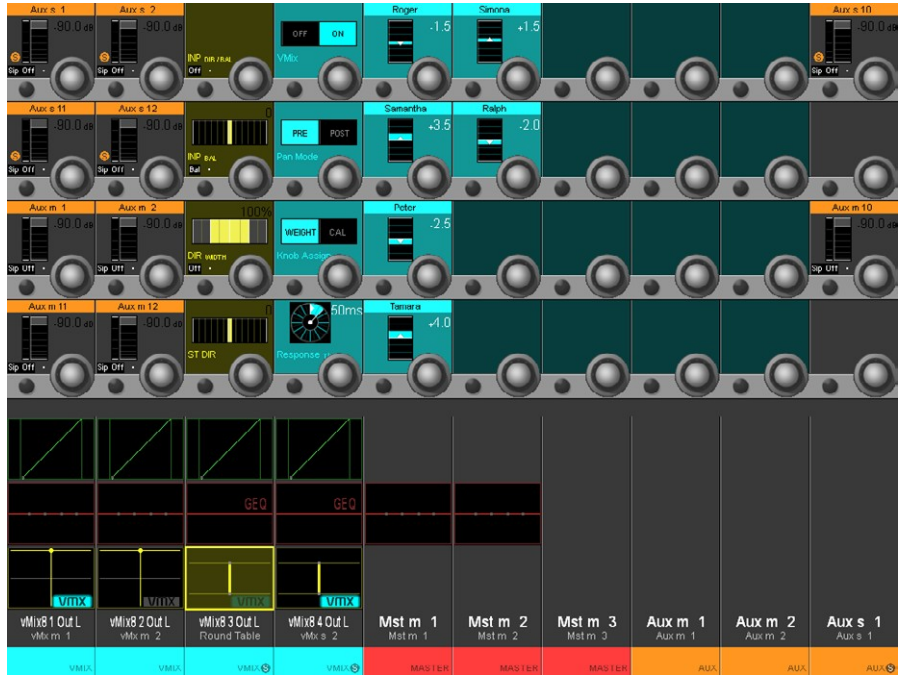 Aux s 1
Aux s 2
Roger
Simona
Aux s 10
-90.0 dB
-90.0 dB
OFF
ON
-1.5
+1.5
-90.0 dB
S
S
INP DIR / BAL
VMix
S
Sip Off
Sip Off
Off
Sip Off
Aux s 11
Aux s 12
0
Samantha
Ralph
-90.0 dB
-90.0 dB
PRE
POST
+3.5
-2.0
S
S
INP BAL
Pan Mode
Sip Off
Sip Off
Bal
Aux m 1
Aux m 2
100%
Peter
Aux m 10
-90.0 dB
-90.0 dB
WEIGHT
CAL
-2.5
-90.0 dB
DIR WIDTH
Knob Assign
Sip Off
Sip Off
Off
Sip Off
Aux m 11
Aux m 12
0
50ms
Tamara
-90.0 dB
-90.0 dB
+4.0
ST DIR
Response
Sip Off
Sip Off
GEQ
GEQ
VMX
VMX
VMX
VMX
vMix8 1 Out L
vMix8 2 Out L
vMix8 3 Out L
vMix8 4 Out L
Mst m 1
Mst m 2
Mst m 3
Aux m 1
Aux m 2
Aux s 1
vMx m 1
vMx m 2
Round Table
vMx s 2
Mst m 1
Mst m 2
Mst m 3
Aux m 1
Aux m 2
Aux s 1
VMIX
VMIX
VMIX S
VMIX S
MASTER
MASTER
MASTER
AUX
AUX
AUX S